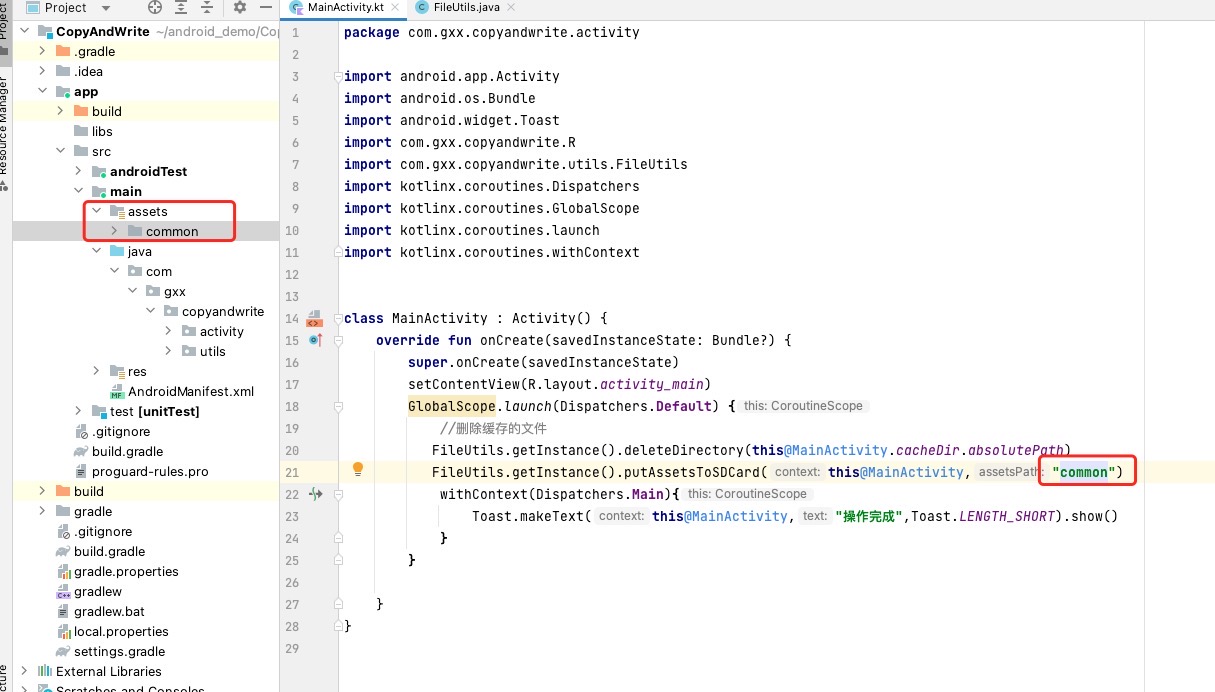 Project
MainActivity.kt
FileUtils.java
Project
Resource Manager
CopyAndWrite ~/android_demo/Co
.gradle
.idea
app
build
libs
src
androidTest
main
assets
common
java
com
gxx
copyandwrite
activity
utils
res
AndroidManifest.xml
test [unitTest]
.gitignore
build.gradle
proguard-rules.pro
build
gradle
.gitignore
build.gradle
gradle.properties
gradlew
gradlew.bat
local.properties
settings.gradle
External Libraries
Scratches and Consoles
1 package com.gxx.copyandwrite.activity
2
3 import android.app.Activity
4 import android.os.Bundle
5 import android.widget.Toast
6 import com.gxx.copyandwrite.R
7 import com.gxx.copyandwrite.utils.FileUtils
8 import kotlinx.coroutines.Dispatchers
9 import kotlinx.coroutines.GlobalScope
10 import kotlinx.coroutines.launch
11 import kotlinx.coroutines.withContext
12
13
14 class MainActivity : Activity() {
15 override fun onCreate(savedInstanceState: Bundle?) {
16 super.onCreate(savedInstanceState)
17 setContentView(R.layout.activity_main)
18 GlobalScope.launch(Dispatchers.Default) { this: CoroutineScope
19 //删除缓存的文件
20 FileUtils.getInstance().deleteDirectory(this@MainActivity.cacheDir.absolutePath)
21 FileUtils.getInstance().putAssetsToSDCard( context: this@MainActivity, assetsPath: "common")
22 withContext(Dispatchers.Main){ this: CoroutineScope
23 Toast.makeText( context: this@MainActivity, text: "操作完成",Toast.LENGTH_SHORT).show()
24 }
25 }
26
27 }
28 }
29